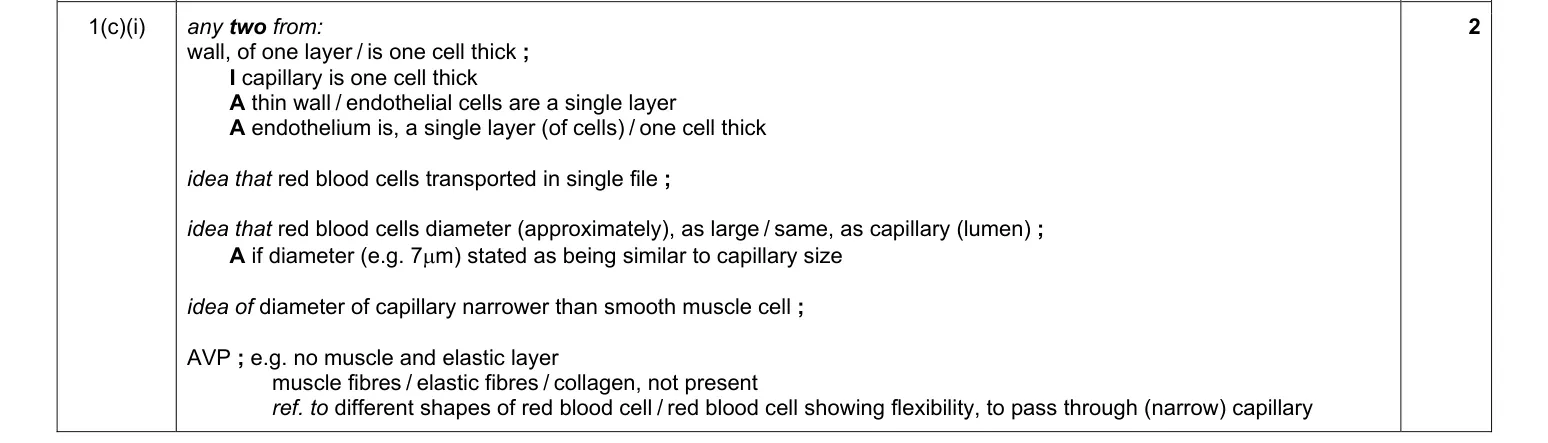 1(c)(i) any two from: 2
wall, of one layer / is one cell thick ;
I capillary is one cell thick
A thin wall / endothelial cells are a single layer
A endothelium is, a single layer (of cells) / one cell thick
idea that red blood cells transported in single file ;
idea that red blood cells diameter (approximately), as large / same, as capillary (lumen) ;
A if diameter (e.g. 7μm) stated as being similar to capillary size
idea of diameter of capillary narrower than smooth muscle cell ;
AVP ; e.g. no muscle and elastic layer
muscle fibres / elastic fibres / collagen, not present
ref. to different shapes of red blood cell / red blood cell showing flexibility, to pass through (narrow) capillary